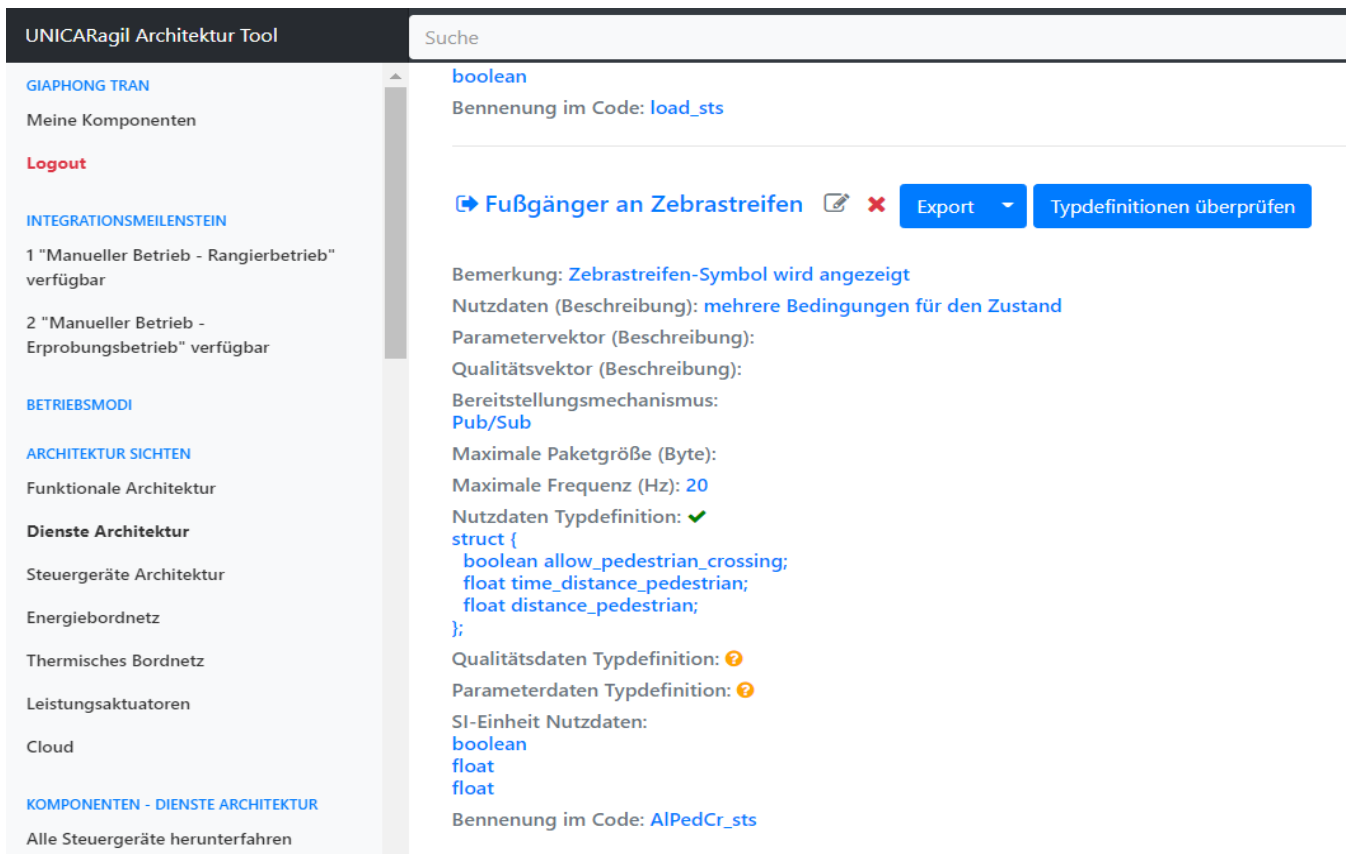 UNICARagil Architektur Tool
Suche
GIAPHONG TRAN
Meine Komponenten
Logout
INTEGRATIONSMEILENSTEIN
1 "Manueller Betrieb - Rangierbetrieb"
verfügbar
2 "Manueller Betrieb -
Erprobungsbetrieb" verfügbar
BETRIEBSMODI
ARCHITEKTUR SICHTEN
Funktionale Architektur
Dienste Architektur
Steuergeräte Architektur
Energiebordnetz
Thermisches Bordnetz
Leistungsaktuatoren
Cloud
KOMPONENTEN - DIENSTE ARCHITEKTUR
Alle Steuergeräte herunterfahren
boolean
Bennenung im Code: load_sts
Fußgänger an Zebrastreifen
Export
Typdefinitionen überprüfen
Bemerkung: Zebrastreifen-Symbol wird angezeigt
Nutzdaten (Beschreibung): mehrere Bedingungen für den Zustand
Parametervektor (Beschreibung):
Qualitätsvektor (Beschreibung):
Bereitstellungsmechanismus:
Pub/Sub
Maximale Paketgröße (Byte):
Maximale Frequenz (Hz): 20
Nutzdaten Typdefinition: ✔
struct {
boolean allow_pedestrian_crossing;
float time_distance_pedestrian;
float distance_pedestrian;
};
Qualitätsdaten Typdefinition: ?
Parameterdaten Typdefinition: ?
SI-Einheit Nutzdaten:
boolean
float
float
Bennenung im Code: AlPedCr_sts